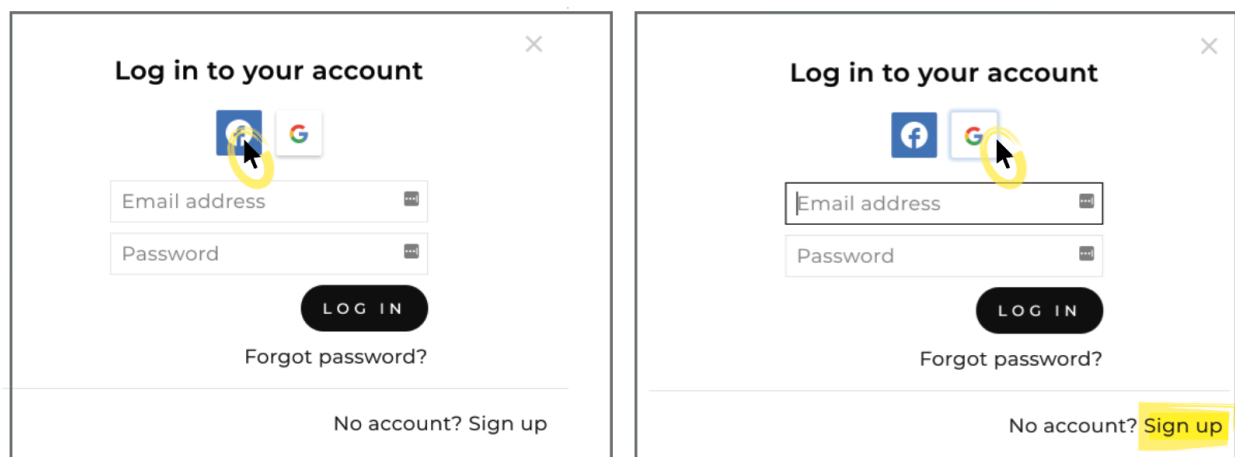 Log in to your account
G
Email address
Password
LOG IN
Forgot password?
No account? Sign up
Log in to your account
G
Email address
Password
LOG IN
Forgot password?
No account? Sign up